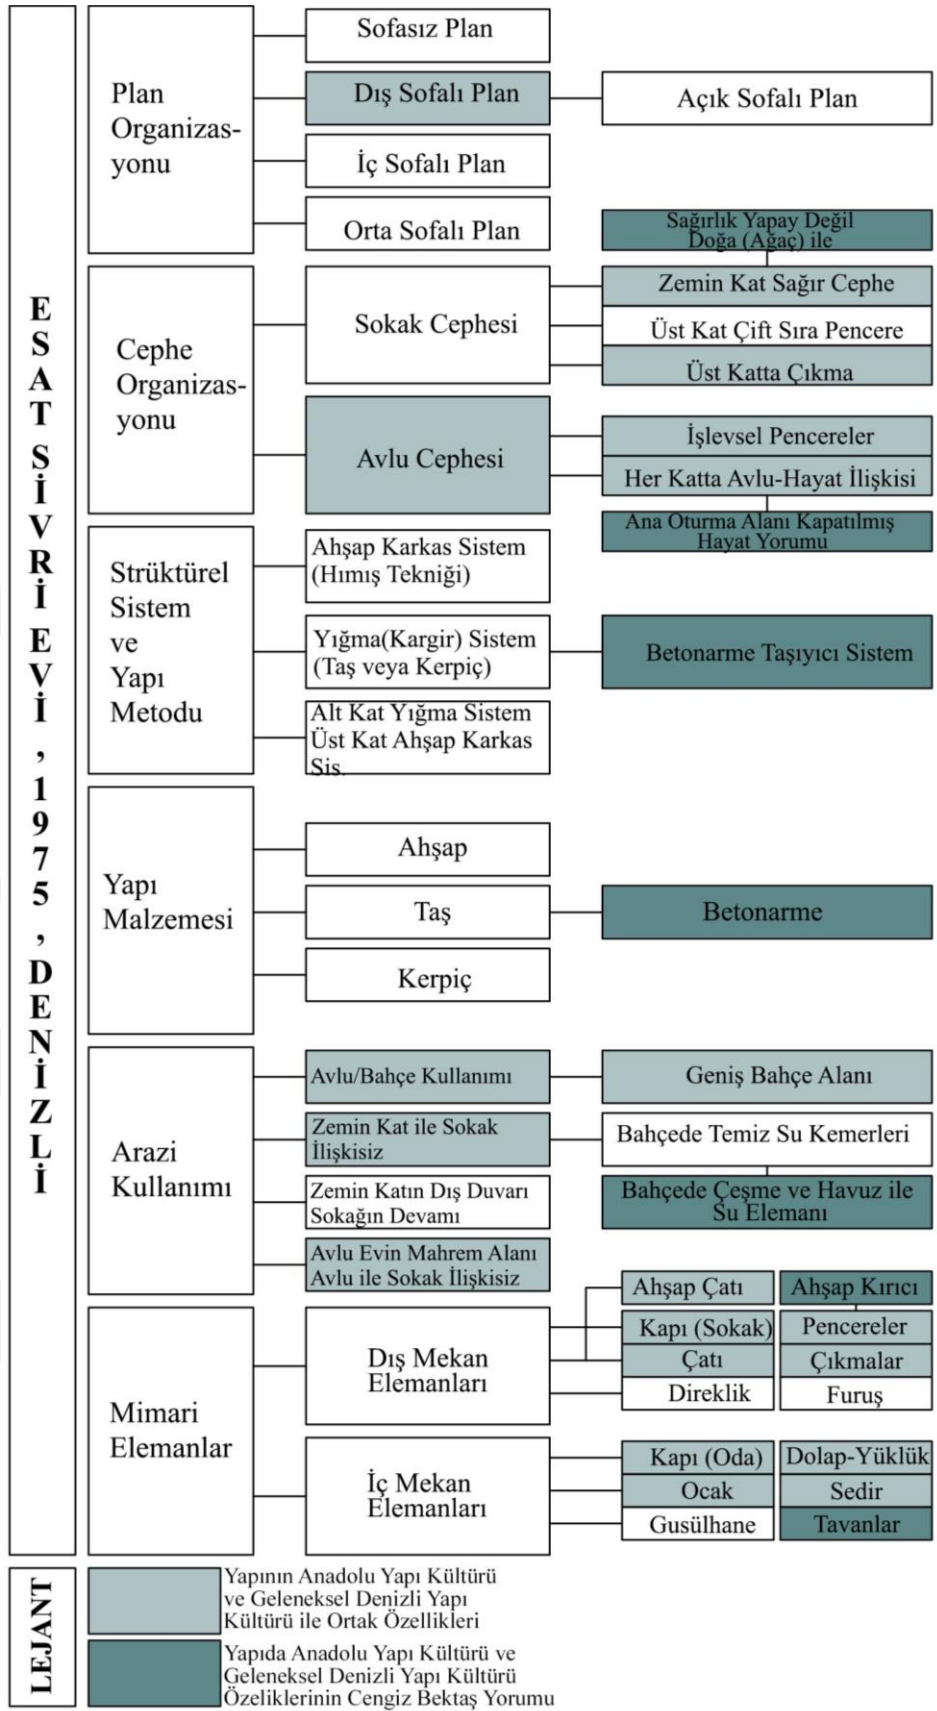 ESAT SİVRİ EVİ, 1975, DENİZLİ
Plan
Organizas-
yonu
Sofasız Plan
Dış Sofalı Plan
Açık Sofalı Plan
İç Sofalı Plan
Orta Sofalı Plan
Cephe
Organizas-
yonu
Sokak Cephesi
Sağırlık Yapay Değil
Doğa (Ağaç) ile
Zemin Kat Sağır Cephe
Üst Kat Çift Sıra Pencere
Üst Katta Çıkma
Avlu Cephesi
İşlevsel Pencereler
Her Katta Avlu-Hayat İlişkisi
Ana Oturma Alanı Kapatılmış
Hayat Yorumu
Strüktürel
Sistem
ve
Yapı
Metodu
Ahşap Karkas Sistem
(Hımış Tekniği)
Yığma(Kargir) Sistem
(Taş veya Kerpiç)
Betonarme Taşıyıcı Sistem
Alt Kat Yığma Sistem
Üst Kat Ahşap Karkas
Sis.
Yapı
Malzemesi
Ahşap
Taş
Betonarme
Kerpiç
Arazi
Kullanımı
Avlu/Bahçe Kullanımı
Geniş Bahçe Alanı
Zemin Kat ile Sokak
İlişkisiz
Bahçede Temiz Su Kemerleri
Zemin Katın Dış Duvarı
Sokağın Devamı
Bahçede Çeşme ve Havuz ile
Su Elemanı
Avlu Evin Mahrem Alanı
Avlu ile Sokak İlişkisiz
Mimari
Elemanlar
Dış Mekan
Elemanları
Ahşap Çatı
Ahşap Kırıcı
Kapı (Sokak)
Pencereler
Çatı
Çıkmalar
Direklik
Furuş
İç Mekan
Elemanları
Kapı (Oda)
Dolap-Yüklük
Ocak
Sedir
Gusülhane
Tavanlar
LEJANT
Yapının Anadolu Yapı Kültürü
ve Geleneksel Denizli Yapı
Kültürü ile Ortak Özellikleri
Yapıda Anadolu Yapı Kültürü ve
Geleneksel Denizli Yapı Kültürü
Özeliklerinin Cengiz Bektaş Yorumu